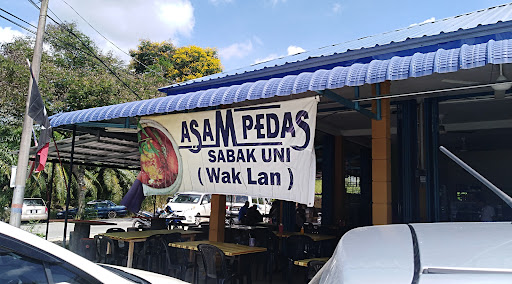 ASAM PEDAS
SABAK UNI
( Wak Lan )